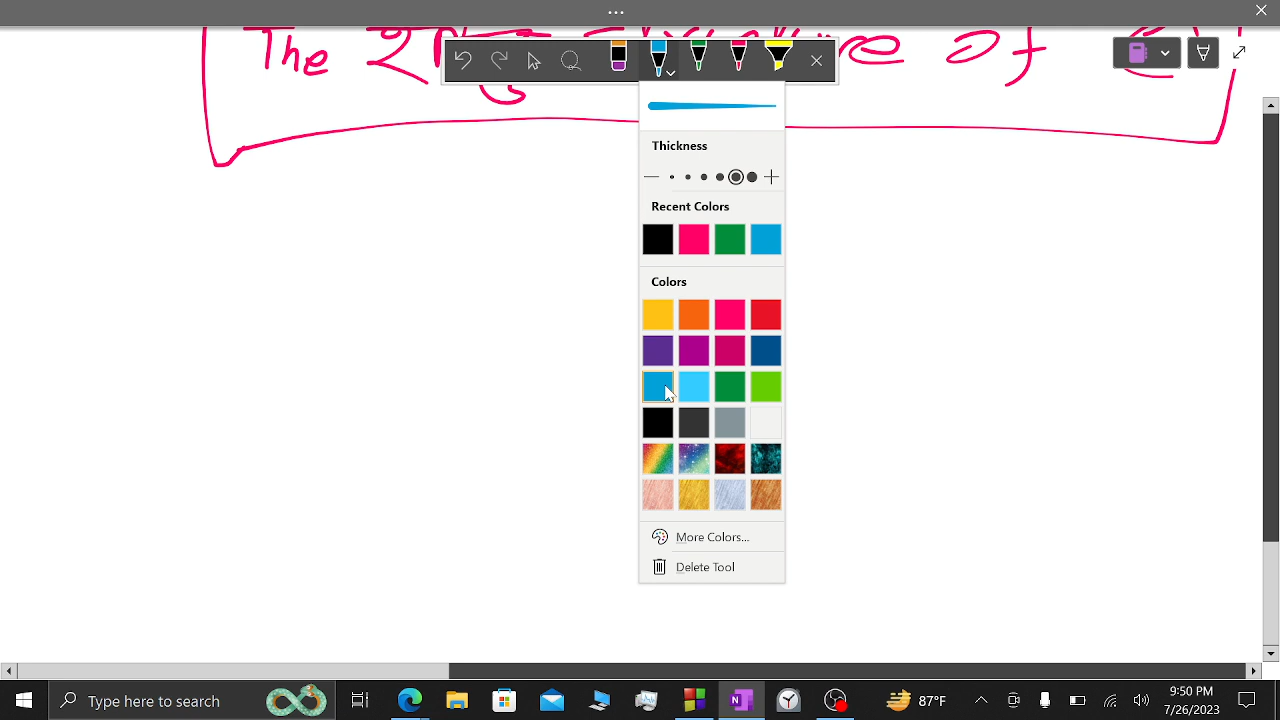 The
of
Thickness
Recent Colors
Colors
More Colors...
Delete Tool
Type here to search
87°F
9:50 PM
7/26/2023